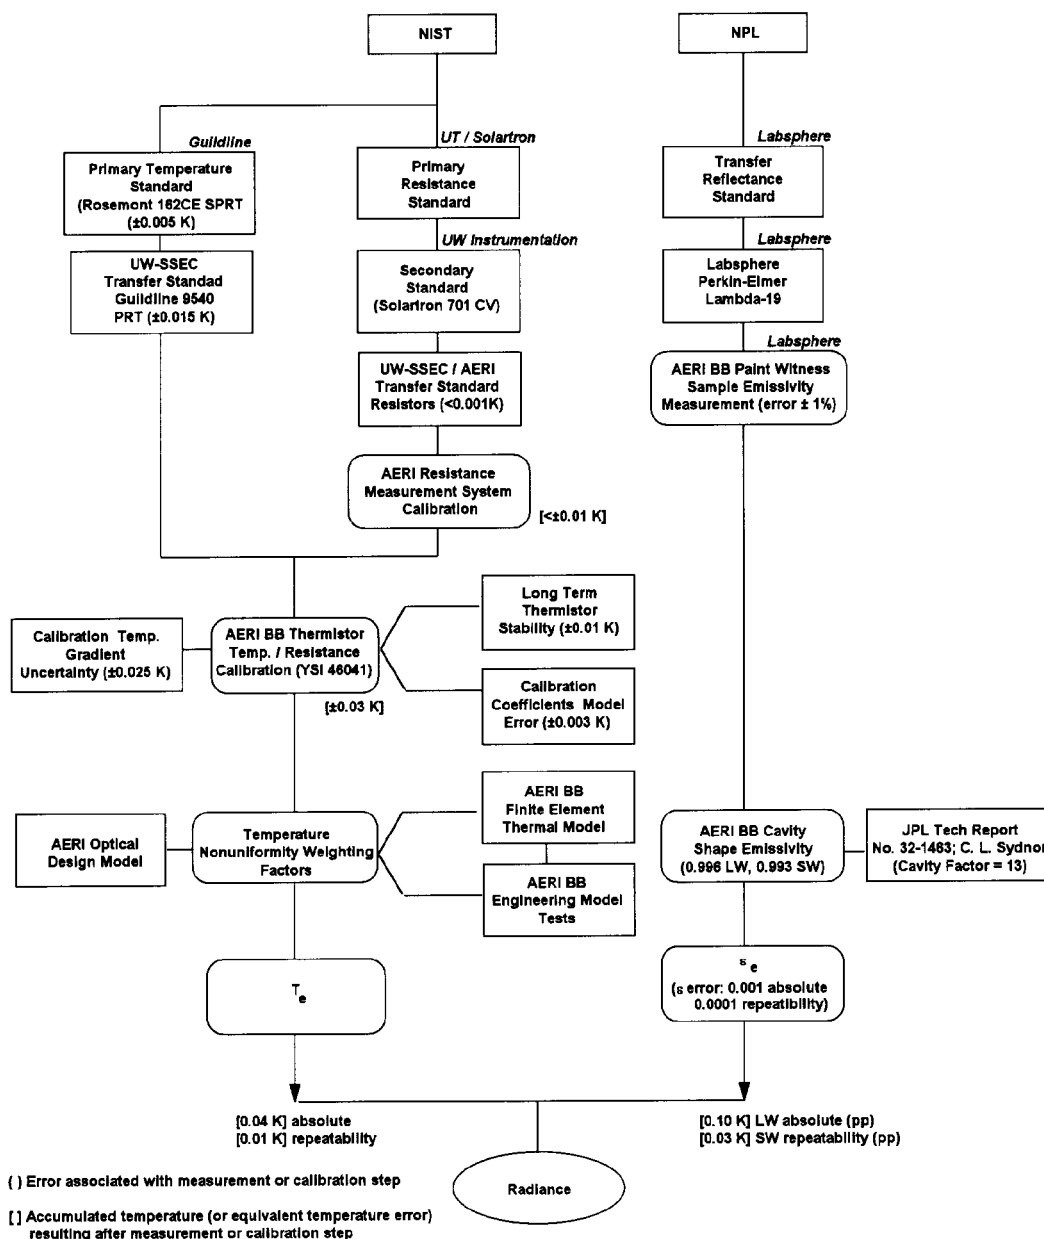 NIST
NPL
Guildline
Primary Temperature
Standard
(Rosemont 162CE SPRT
(±0.005 K)
UT / Solartron
Primary
Resistance
Standard
Labsphere
Transfer
Reflectance
Standard
UW-SSEC
Transfer Standad
Guildline 9540
PRT (±0.015 K)
UW Instrumentation
Secondary
Standard
(Solartron 701 CV)
Labsphere
Labsphere
Perkin-Elmer
Lambda-19
UW-SSEC / AERI
Transfer Standard
Resistors (<0.001K)
Labsphere
AERI BB Paint Witness
Sample Emissivity
Measurement (error ± 1%)
AERI Resistance
Measurement System
Calibration
[<±0.01 K]
Calibration Temp.
Gradient
Uncertainty (±0.025 K)
AERI BB Thermistor
Temp. / Resistance
Calibration (YSI 46041)
[±0.03 K]
Long Term
Thermistor
Stability (±0.01 K)
Calibration
Coefficients Model
Error (±0.003 K)
AERI Optical
Design Model
Temperature
Nonuniformity Weighting
Factors
AERI BB
Finite Element
Thermal Model
AERI BB
Engineering Model
Tests
AERI BB Cavity
Shape Emissivity
(0.996 LW, 0.993 SW)
JPL Tech Report
No. 32-1463; C. L. Sydnor
(Cavity Factor = 13)
Te
εe
(ε error: 0.001 absolute
0.0001 repeatibility)
[0.04 K] absolute
[0.01 K] repeatability
[0.10 K] LW absolute (pp)
[0.03 K] SW repeatability (pp)
Radiance
( ) Error associated with measurement or calibration step
[ ] Accumulated temperature (or equivalent temperature error)
resulting after measurement or calibration step